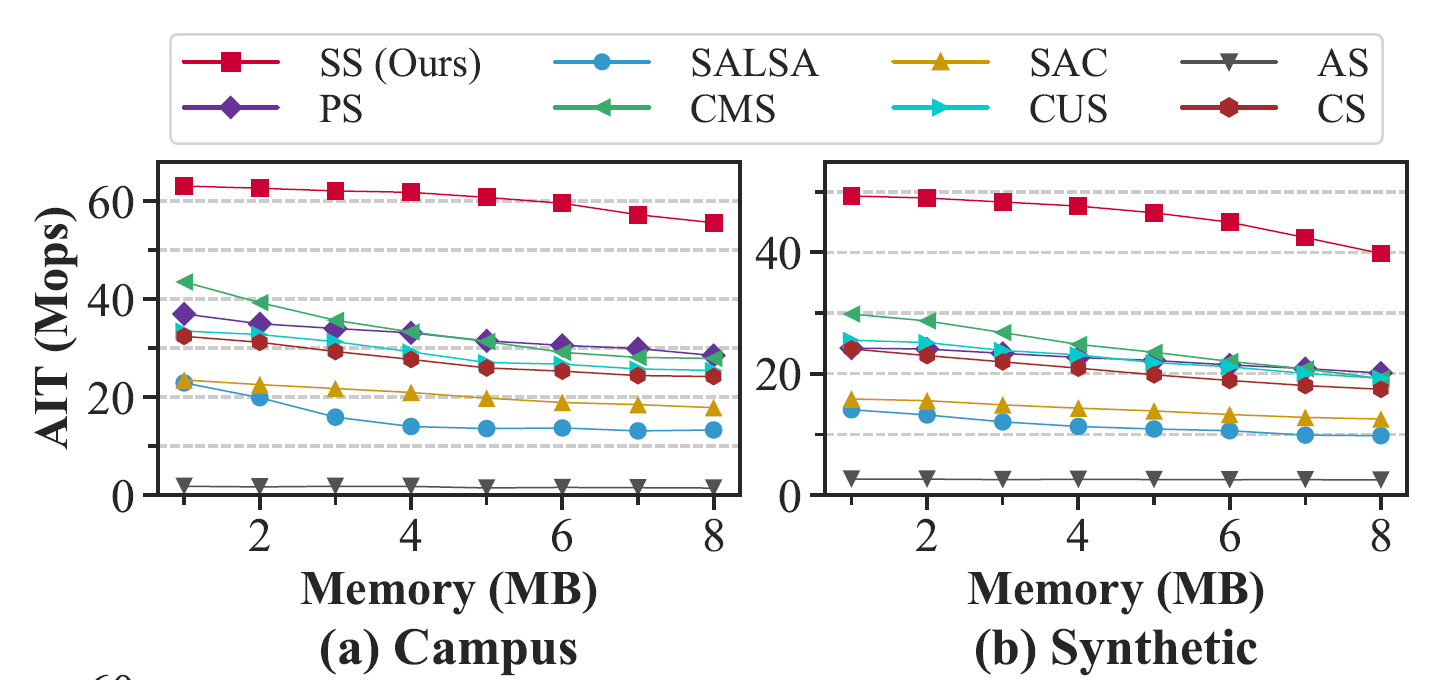 SS (Ours) SALSA SAC AS
PS CMS CUS CS
AIT (Mops)
60
40
20
0
2 4 6 8
Memory (MB)
(a) Campus
40
20
0
2 4 6 8
Memory (MB)
(b) Synthetic